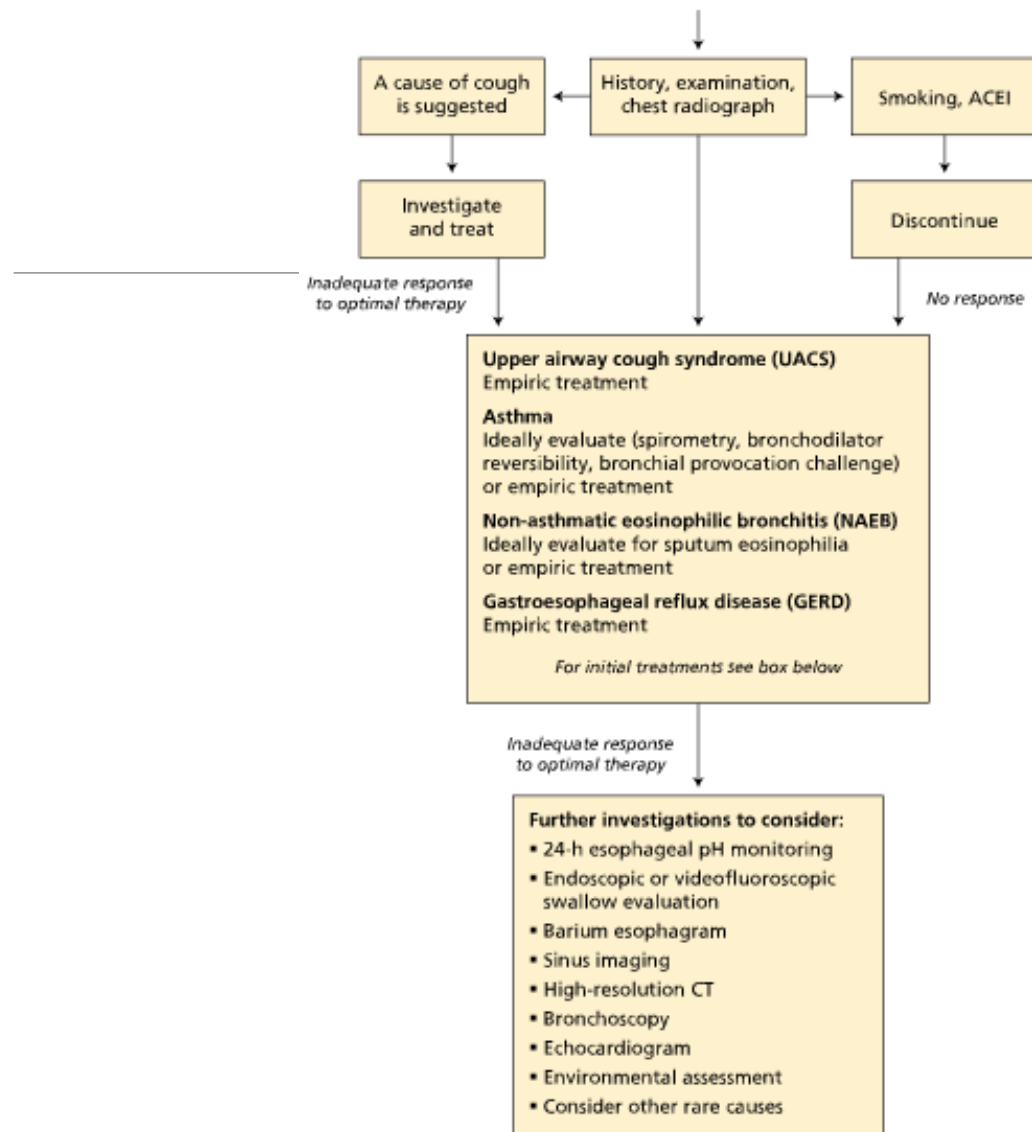 A cause of cough
is suggested
History, examination,
chest radiograph
Smoking, ACEI
Investigate
and treat
Discontinue
Inadequate response
to optimal therapy
No response
Upper airway cough syndrome (UACS)
Empiric treatment
Asthma
Ideally evaluate (spirometry, bronchodilator
reversibility, bronchial provocation challenge)
or empiric treatment
Non-asthmatic eosinophilic bronchitis (NAEB)
Ideally evaluate for sputum eosinophilia
or empiric treatment
Gastroesophageal reflux disease (GERD)
Empiric treatment
For initial treatments see box below
Inadequate response
to optimal therapy
Further investigations to consider:
▪ 24-h esophageal pH monitoring
▪ Endoscopic or videofluoroscopic
swallow evaluation
▪ Barium esophagram
▪ Sinus imaging
▪ High-resolution CT
▪ Bronchoscopy
▪ Echocardiogram
▪ Environmental assessment
▪ Consider other rare causes